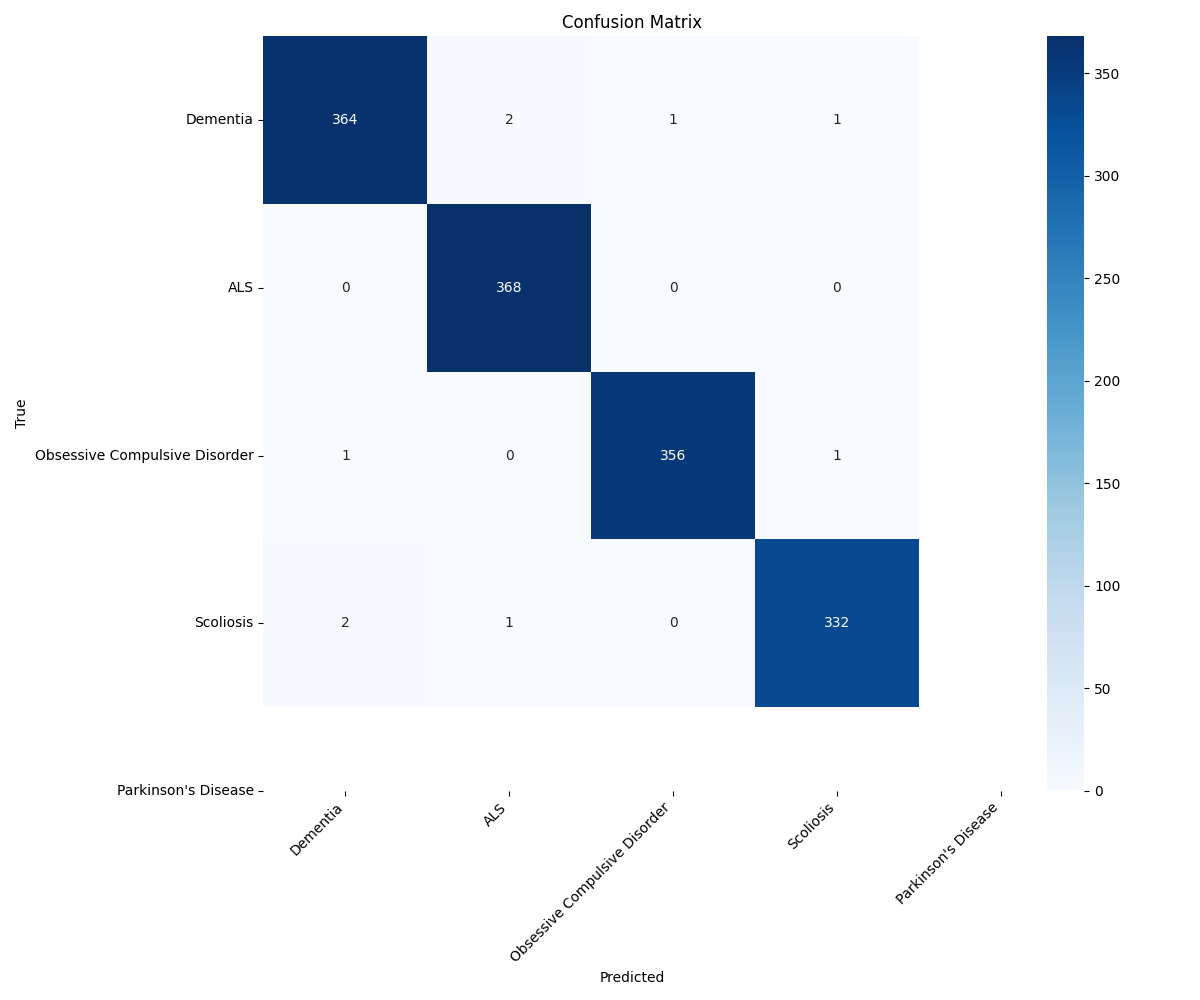 Confusion Matrix
Dementia 364 2 1 1
ALS 0 368 0 0
Obsessive Compulsive Disorder 1 0 356 1
Scoliosis 2 1 0 332
Parkinson's Disease
True
Dementia
ALS
Obsessive Compulsive Disorder
Scoliosis
Parkinson's Disease
Predicted
350
300
250
200
150
100
50
0